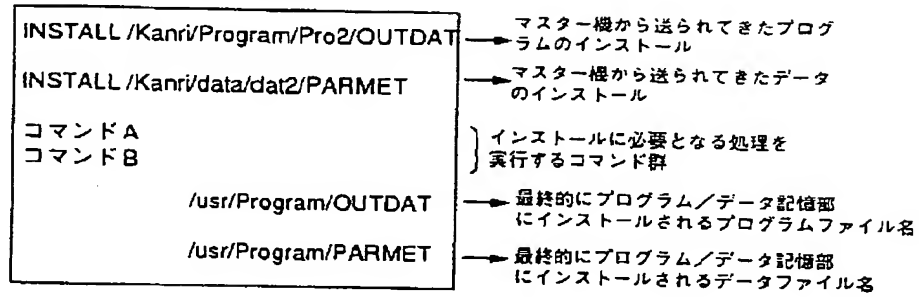 INSTALL /Kanri/Program/Pro2/OUTDAT
マスター機から送られてきたプログ
ラムのインストール
INSTALL /Kanri/data/dat2/PARMET
マスター機から送られてきたデータ
のインストール
コマンドA
コマンドB
インストールに必要となる処理を
実行するコマンド群
/usr/Program/OUTDAT
最終的にプログラム/データ記憶部
にインストールされるプログラムファイル名
/usr/Program/PARMET
最終的にプログラム/データ記憶部
にインストールされるデータファイル名